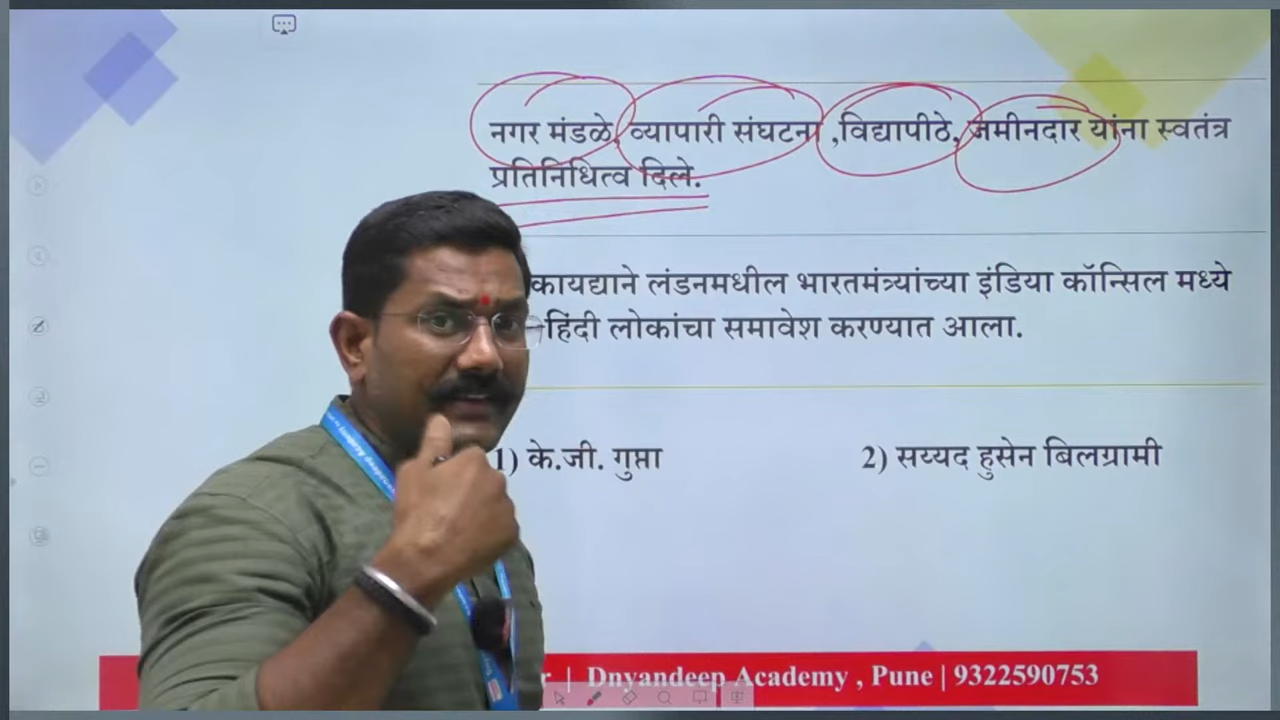 नगर मंडळे, व्यापारी संघटना ,विद्यापीठे, जमीनदार यांना स्वतंत्र
प्रतिनिधित्व दिले.
कायद्याने लंडनमधील भारतमंत्र्यांच्या इंडिया कॉन्सिल मध्ये
हिंदी लोकांचा समावेश करण्यात आला.
1) के.जी. गुप्ता 2) सय्यद हुसेन बिलग्रामी
| Dnyandeep Academy , Pune | 9322590753